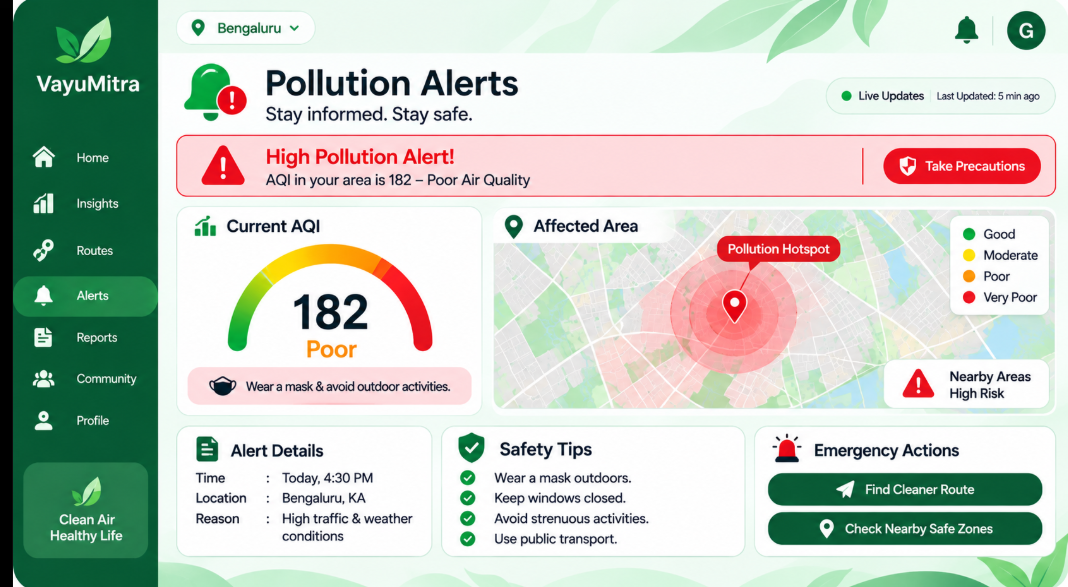 VayuMitra
Home
Insights
Routes
Alerts
Reports
Community
Profile
Clean Air
Healthy Life
Bengaluru
G
Pollution Alerts
Stay informed. Stay safe.
Live Updates
Last Updated: 5 min ago
High Pollution Alert!
AQI in your area is 182 – Poor Air Quality
Take Precautions
Current AQI
182
Poor
Wear a mask & avoid outdoor activities.
Affected Area
Pollution Hotspot
Good
Moderate
Poor
Very Poor
Nearby Areas
High Risk
Alert Details
Time : Today, 4:30 PM
Location : Bengaluru, KA
Reason : High traffic & weather
conditions
Safety Tips
Wear a mask outdoors.
Keep windows closed.
Avoid strenuous activities.
Use public transport.
Emergency Actions
Find Cleaner Route
Check Nearby Safe Zones